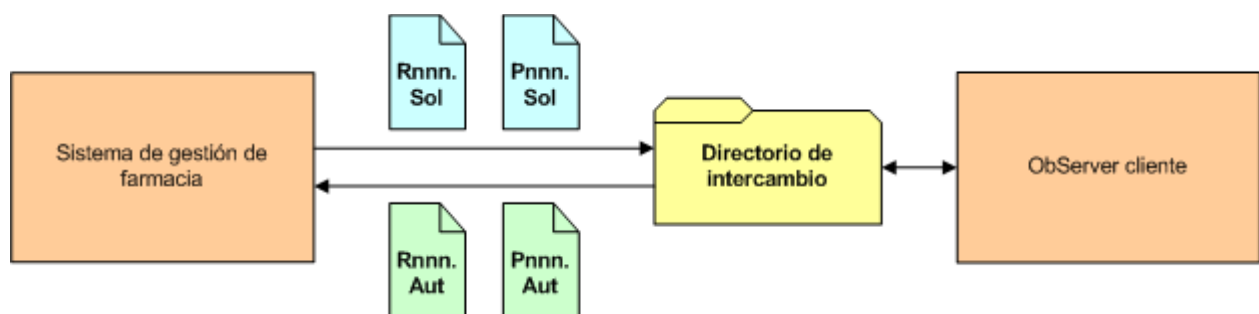 Rnnn.
Sol
Pnnn.
Sol
Sistema de gestión de
farmacia
Directorio de
intercambio
ObServer cliente
Rnnn.
Aut
Pnnn.
Aut